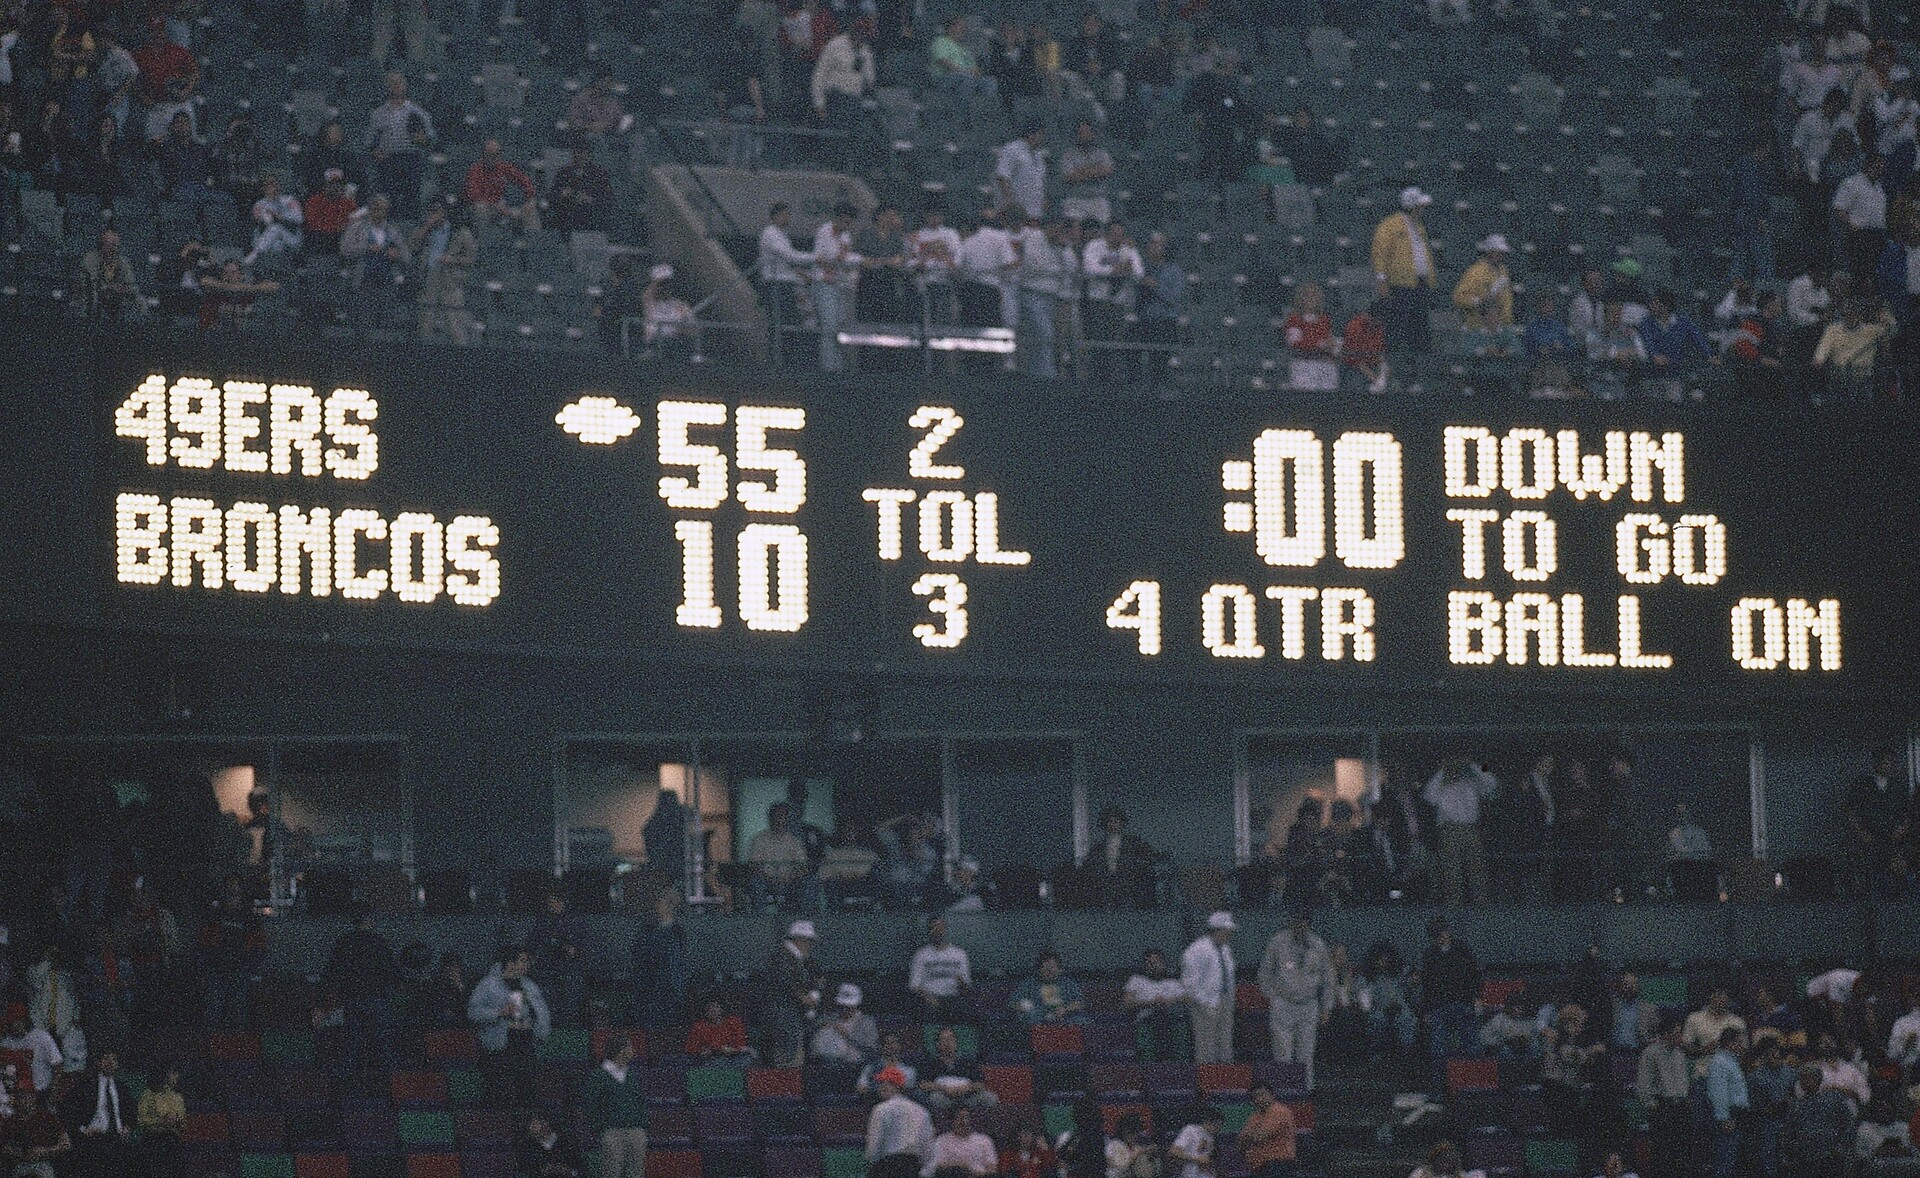 49ERS 55 2 :00 DOWN
TOL TO GO
BRONCOS 10 3 4 QTR BALL ON